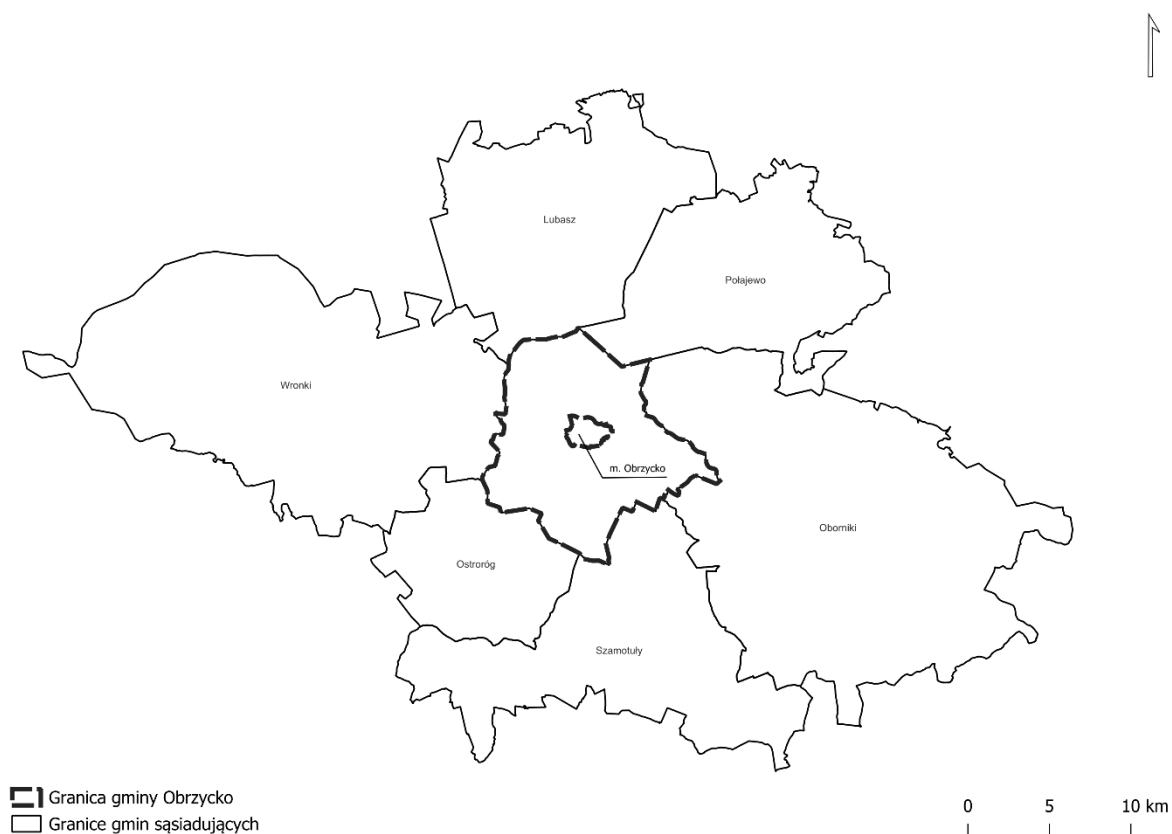 Lubasz
Połajewo
Wronki
m. Obrzycko
Oborniki
Ostroróg
Szamotuły
Granica gminy Obrzycko
Granice gmin sąsiadujących
0 5 10 km